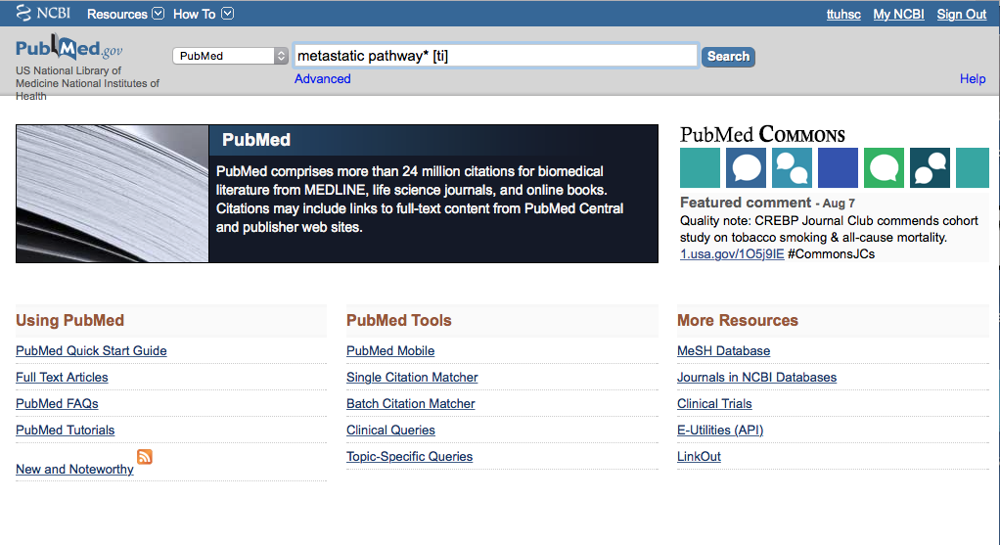 NCBI Resources How To ttuhsc My NCBI Sign Out
PubMed.gov
US National Library of
Medicine National Institutes of
Health
PubMed metastatic pathway* [ti] Search
Advanced Help
PubMed
PubMed comprises more than 24 million citations for biomedical
literature from MEDLINE, life science journals, and online books.
Citations may include links to full-text content from PubMed Central
and publisher web sites.
PubMed Commons
Featured comment - Aug 7
Quality note: CREBP Journal Club commends cohort
study on tobacco smoking & all-cause mortality.
1.usa.gov/1O5j9IE #CommonsJCs
Using PubMed
PubMed Quick Start Guide
Full Text Articles
PubMed FAQs
PubMed Tutorials
New and Noteworthy
PubMed Tools
PubMed Mobile
Single Citation Matcher
Batch Citation Matcher
Clinical Queries
Topic-Specific Queries
More Resources
MeSH Database
Journals in NCBI Databases
Clinical Trials
E-Utilities (API)
LinkOut